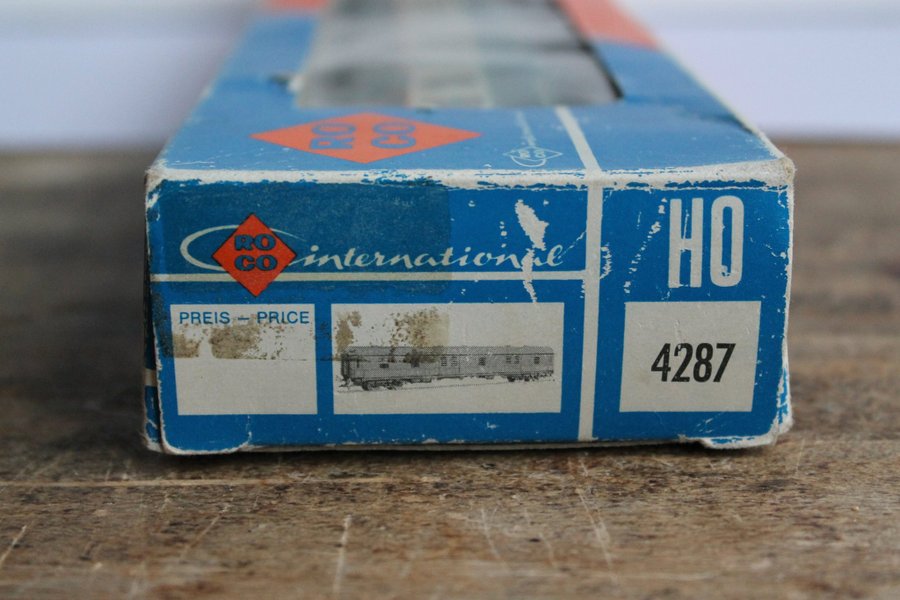 RO CO
RO
CO
international
HO
PREIS – PRICE
4287